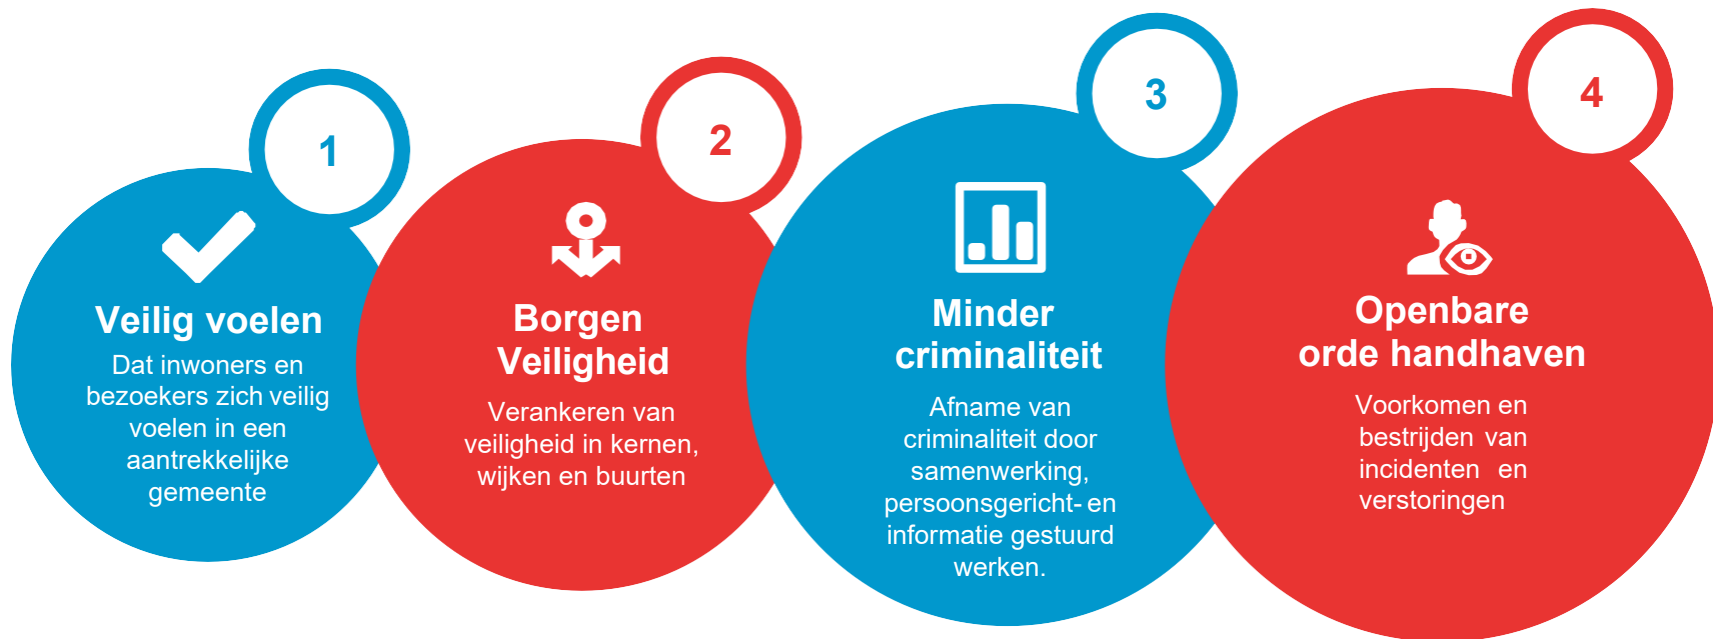 1
Veilig voelen
Dat inwoners en
bezoekers zich veilig
voelen in een
aantrekkelijke
gemeente
2
Borgen
Veiligheid
Verankeren van
veiligheid in kernen,
wijken en buurten
3
Minder
criminaliteit
Afname van
criminaliteit door
samenwerking,
persoonsgericht- en
informatie gestuurd
werken.
4
Openbare
orde handhaven
Voorkomen en
bestrijden van
incidenten en
verstoringen